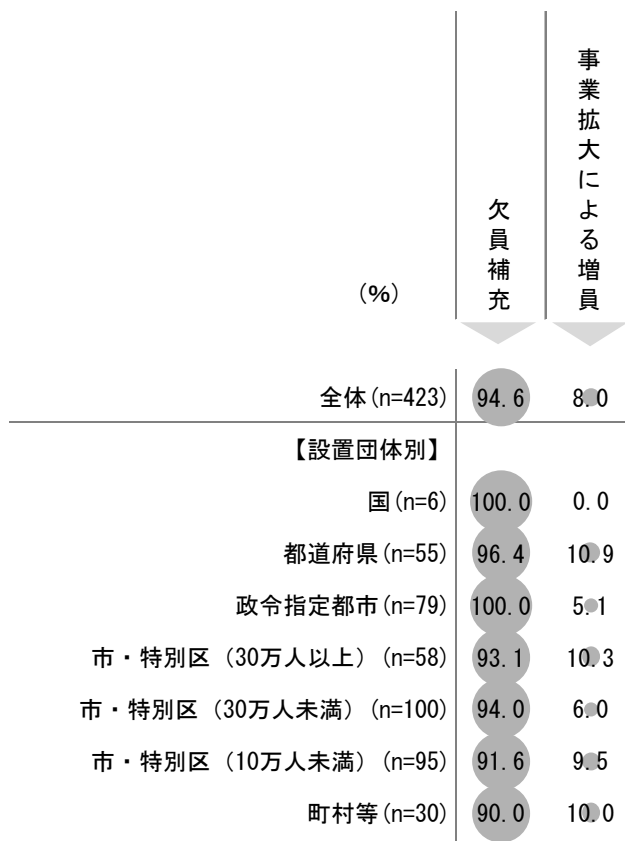 事業拡大による増員
欠員補充
(%)
全体(n=423) 94.6 8.0
【設置団体別】
国(n=6) 100.0 0.0
都道府県(n=55) 96.4 10.9
政令指定都市(n=79) 100.0 5.1
市・特別区（30万人以上）(n=58) 93.1 10.3
市・特別区（30万人未満）(n=100) 94.0 6.0
市・特別区（10万人未満）(n=95) 91.6 9.5
町村等(n=30) 90.0 10.0